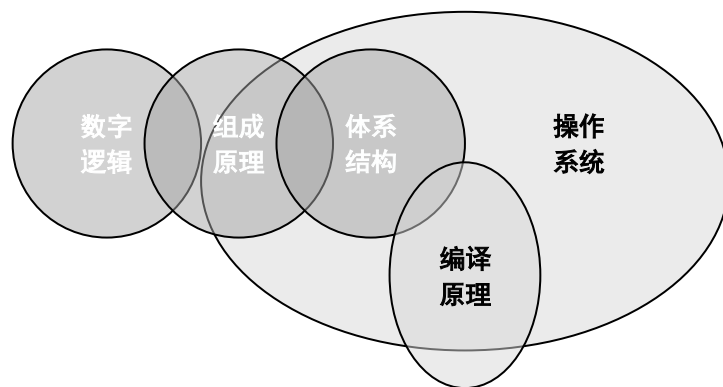 数字
逻辑
组成
原理
体系
结构
操作
系统
编译
原理